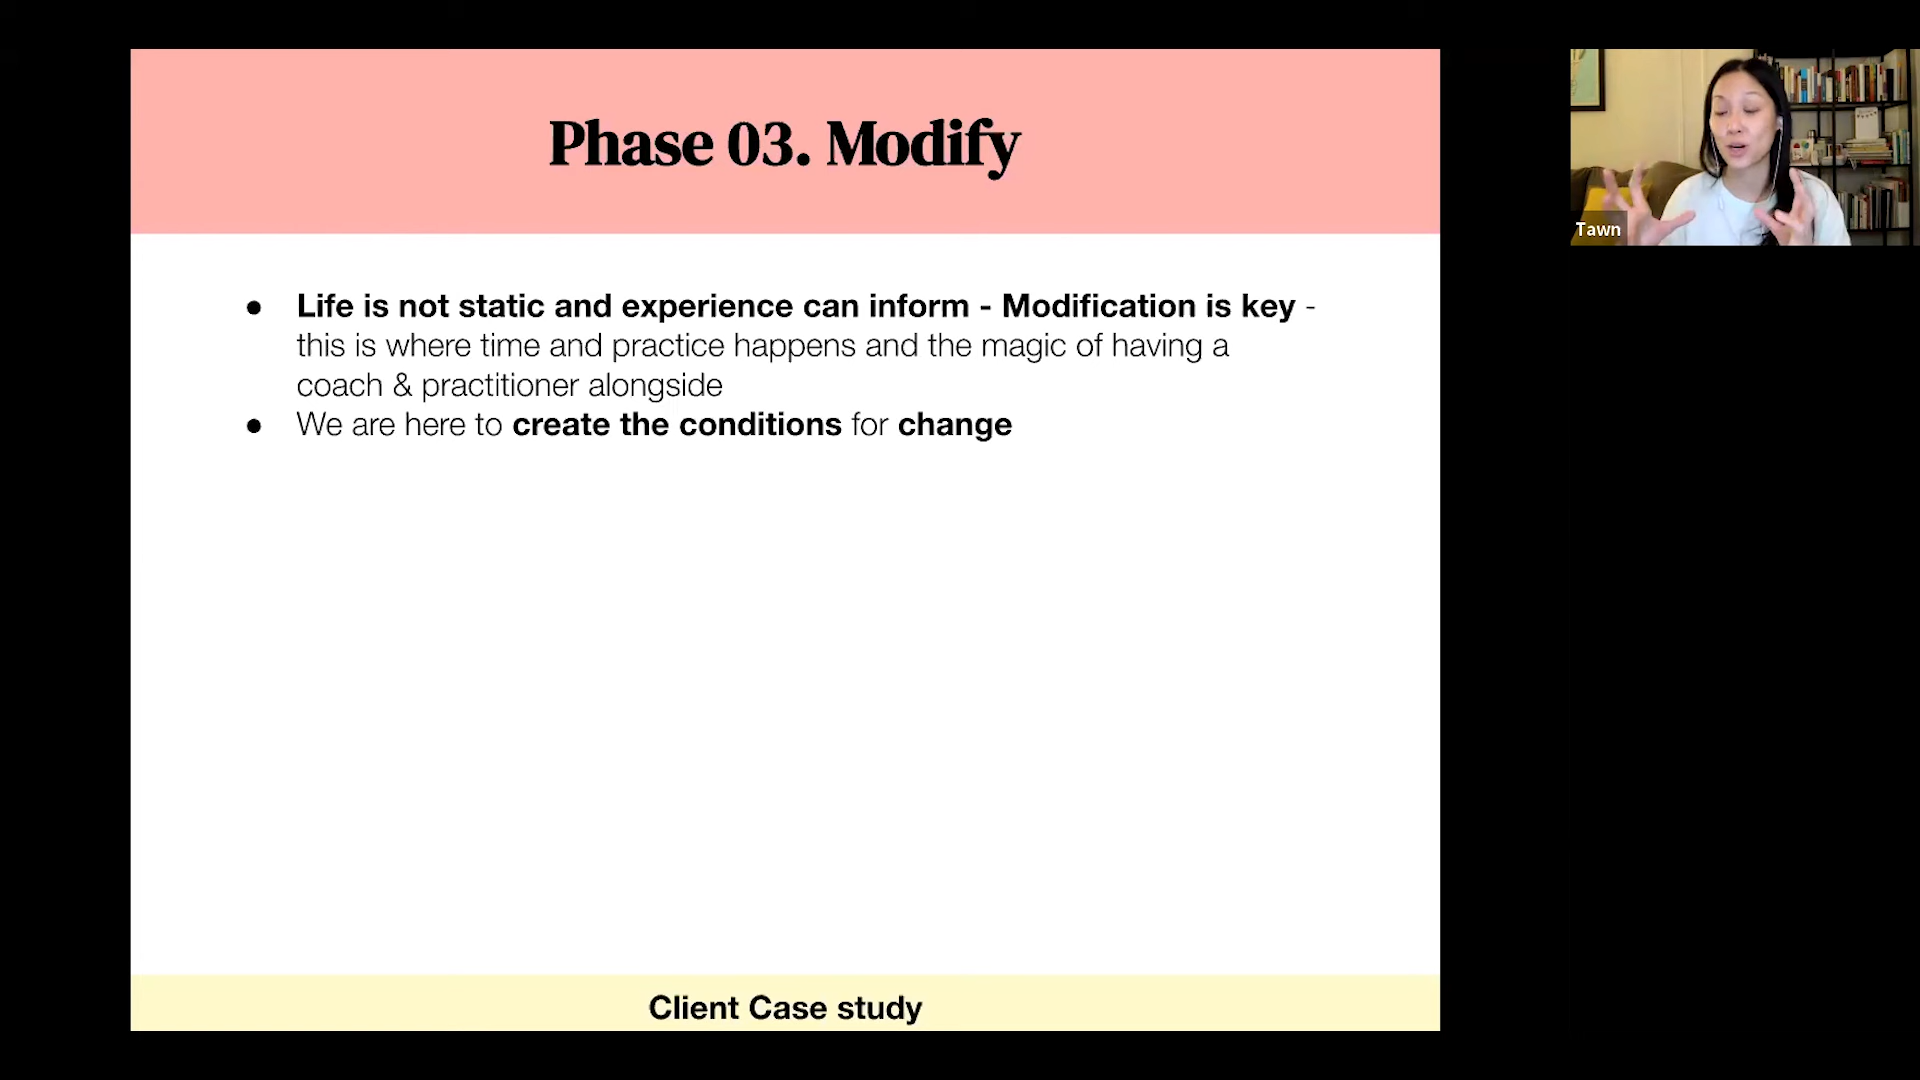 Phase 03. Modify
Tawn
● Life is not static and experience can inform - Modification is key -
this is where time and practice happens and the magic of having a
coach & practitioner alongside
● We are here to create the conditions for change
Client Case study